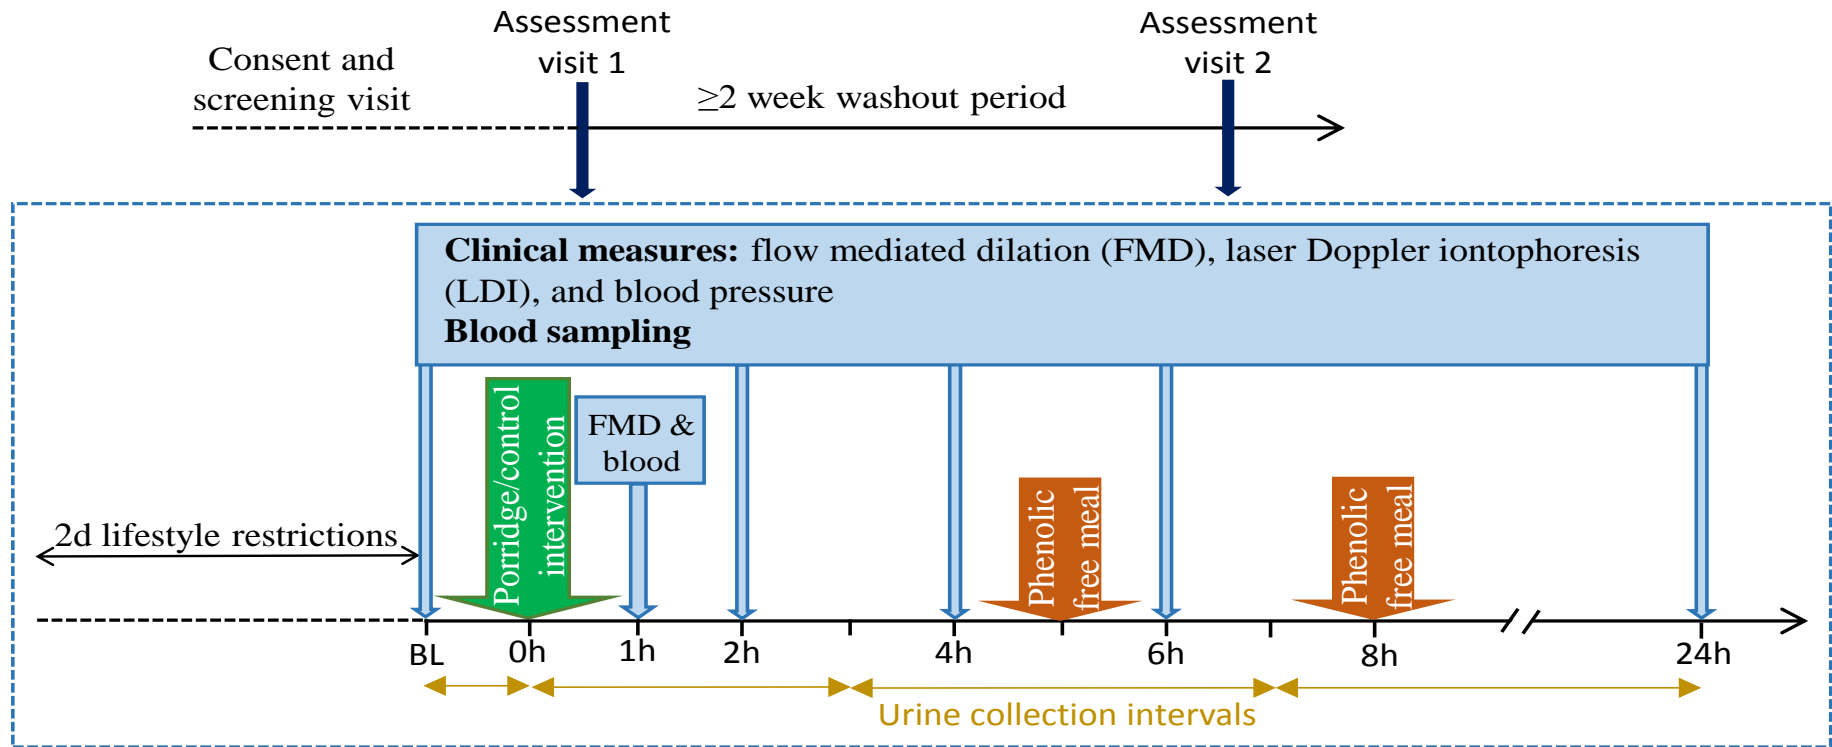 Assessment
visit 1
Assessment
visit 2
Consent and
screening visit
≥2 week washout period
Clinical measures: flow mediated dilation (FMD), laser Doppler iontophoresis
(LDI), and blood pressure
Blood sampling
Porridge/control
intervention
FMD &
blood
Phenolic
free meal
Phenolic
free meal
2d lifestyle restrictions
BL
0h
1h
2h
4h
6h
8h
24h
Urine collection intervals